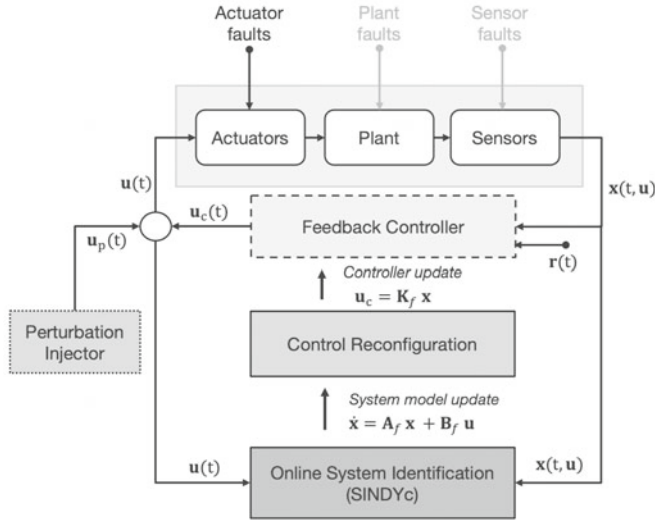 Actuator
faults
Plant
faults
Sensor
faults
Actuators
Plant
Sensors
u(t)
x(t, u)
u_c(t)
Feedback Controller
u_p(t)
r(t)
Controller update
u_c = K_f x
Perturbation
Injector
Control Reconfiguration
System model update
ẋ = A_f x + B_f u
u(t)
Online System Identification
(SINDYc)
x(t, u)